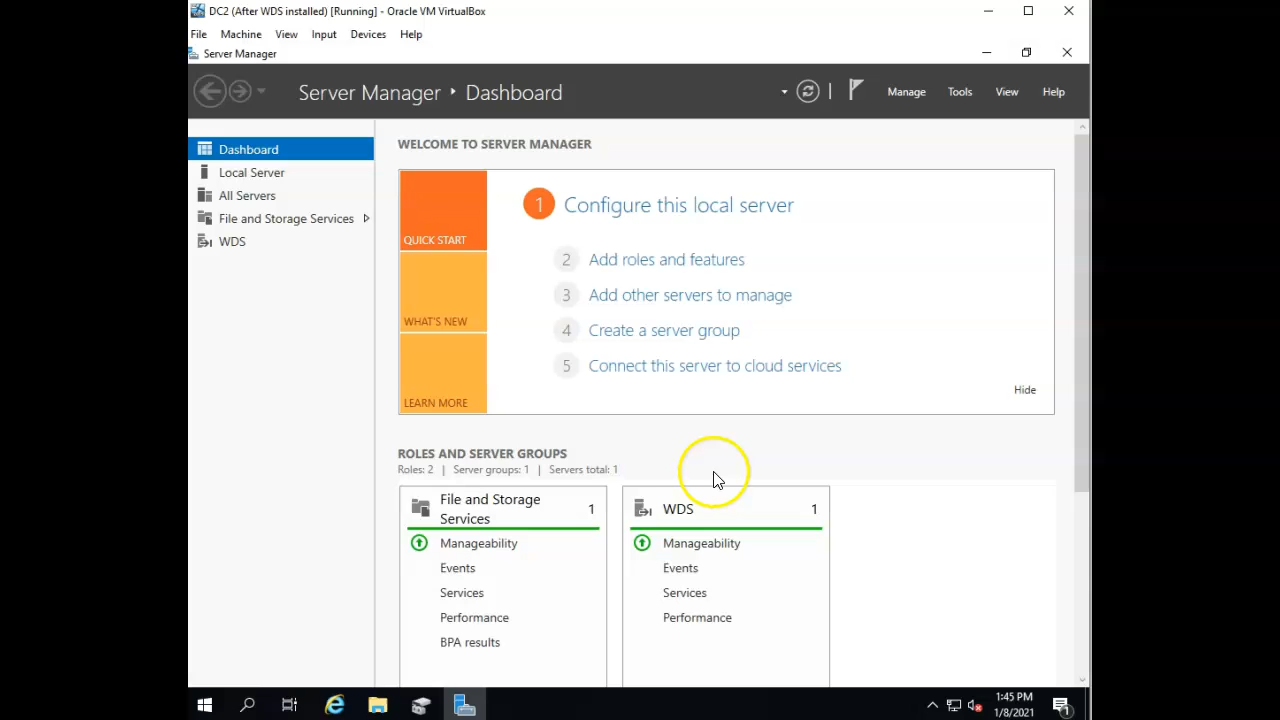 DC2 (After WDS installed) [Running] - Oracle VM VirtualBox
File Machine View Input Devices Help
Server Manager
Server Manager ‣ Dashboard
Manage Tools View Help
Dashboard
Local Server
All Servers
File and Storage Services
WDS
WELCOME TO SERVER MANAGER
QUICK START
WHAT'S NEW
LEARN MORE
1 Configure this local server
2 Add roles and features
3 Add other servers to manage
4 Create a server group
5 Connect this server to cloud services
Hide
ROLES AND SERVER GROUPS
Roles: 2 | Server groups: 1 | Servers total: 1
File and Storage
Services 1
Manageability
Events
Services
Performance
BPA results
WDS 1
Manageability
Events
Services
Performance
1:45 PM
1/8/2021
1